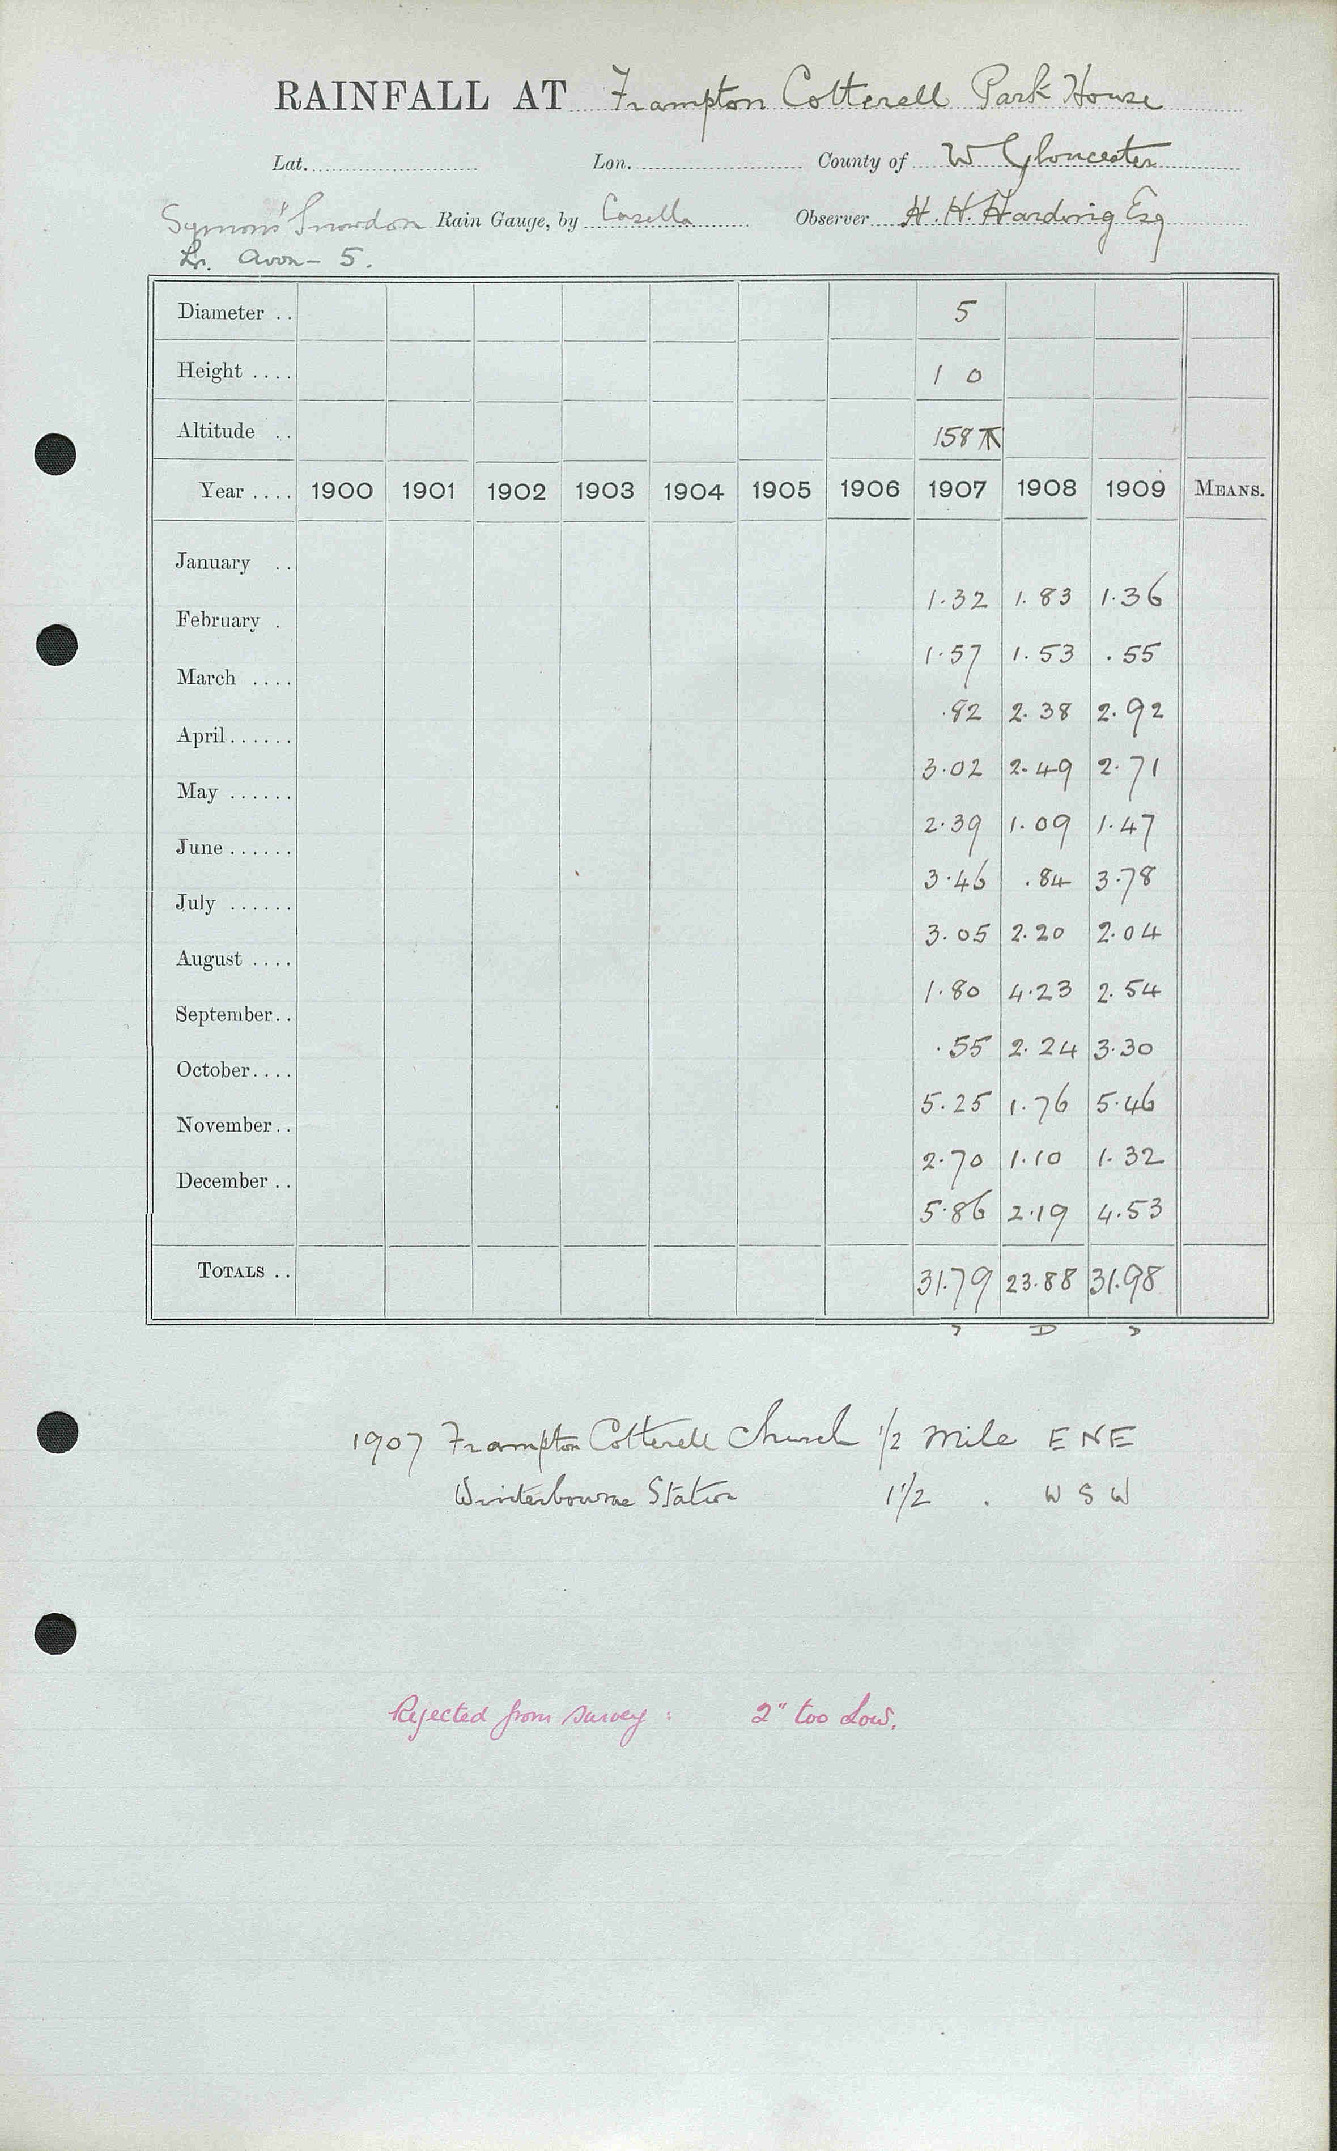 RAINFALL AT Frampton Cotterell Park House
Lat. Lon. County of W Gloucester
Symons' Snowdon Rain Gauge, by Casella Observer H. H. Harding Esq
Lr. Avon - 5.
Diameter .. 5
Height .... 1 0
Altitude .. 158
Year .... 1900 1901 1902 1903 1904 1905 1906 1907 1908 1909 MEANS.
January .. 1.32 1.83 1.36
February . 1.57 1.53 .55
March .... .82 2.38 2.92
April...... 3.02 2.49 2.71
May ...... 2.39 1.09 1.47
June...... 3.46 .84 3.78
July ...... 3.05 2.20 2.04
August .... 1.80 4.23 2.54
September.. .55 2.24 3.30
October.... 5.25 1.76 5.46
November.. 2.70 1.10 1.32
December .. 5.86 2.19 4.53
TOTALS .. 31.79 23.88 31.98
1907 Frampton Cotterell Church 1/2 mile E N E
Winterbourne Station 1 1/2 . W S W
Rejected from survey : 2" too low.